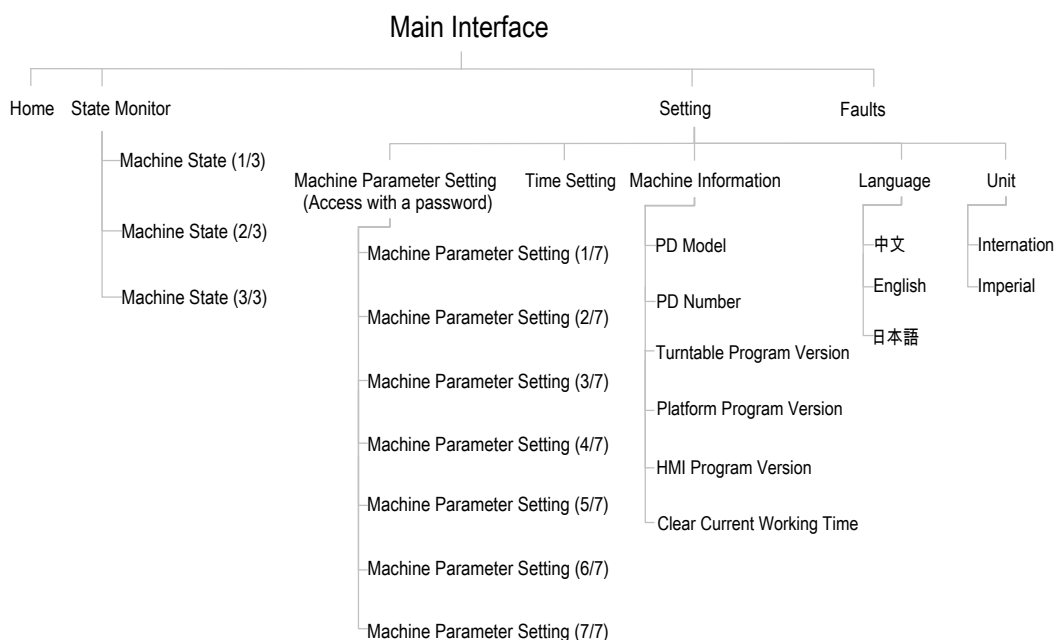 Main Interface
Home
State Monitor
Setting
Faults
Machine State (1/3)
Machine State (2/3)
Machine State (3/3)
Machine Parameter Setting
(Access with a password)
Time Setting
Machine Information
Language
Unit
Machine Parameter Setting (1/7)
Machine Parameter Setting (2/7)
Machine Parameter Setting (3/7)
Machine Parameter Setting (4/7)
Machine Parameter Setting (5/7)
Machine Parameter Setting (6/7)
Machine Parameter Setting (7/7)
PD Model
PD Number
Turntable Program Version
Platform Program Version
HMI Program Version
Clear Current Working Time
中文
English
日本語
Internation
Imperial